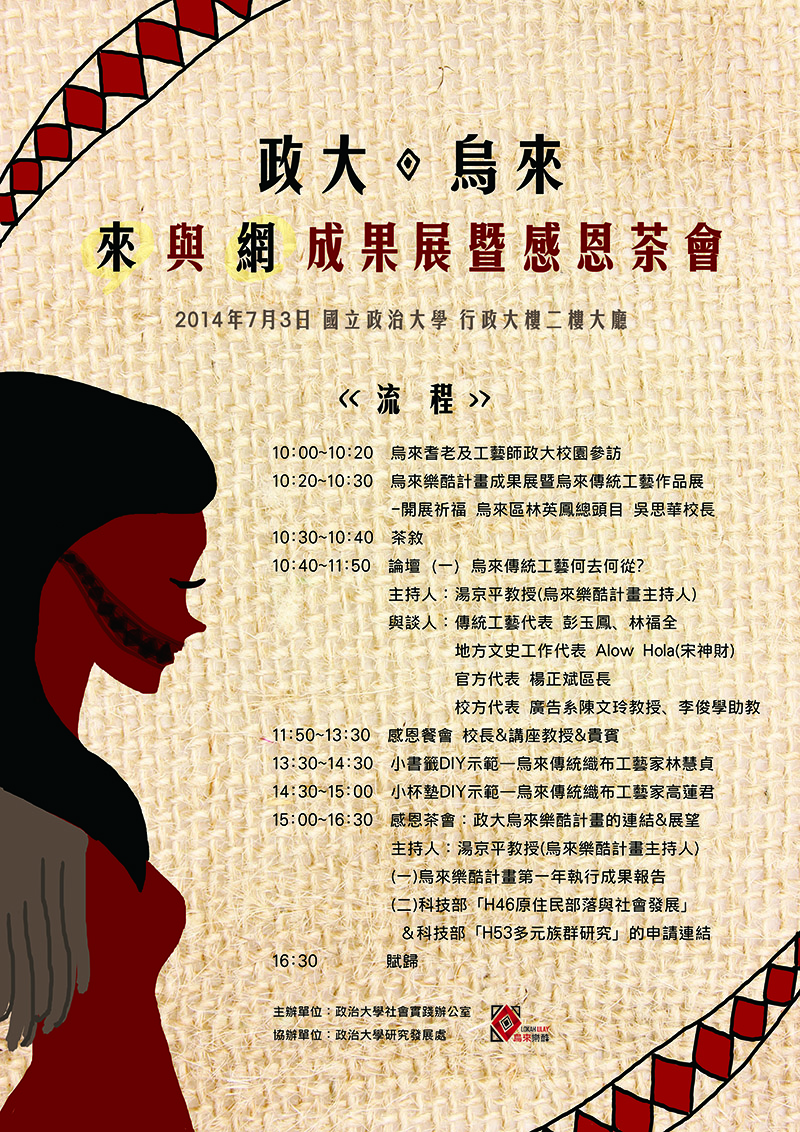 政大 烏來
來與網成果展暨感恩茶會
2014年7月3日 國立政治大學 行政大樓二樓大廳
<< 流 程 >>
10:00~10:20 烏來耆老及工藝師政大校園參訪
10:20~10:30 烏來樂酷計畫成果展暨烏來傳統工藝作品展
-開展祈福 烏來區林英鳳總頭目 吳思華校長
10:30~10:40 茶敘
10:40~11:50 論壇 (一) 烏來傳統工藝何去何從?
主持人：湯京平教授(烏來樂酷計畫主持人)
與談人：傳統工藝代表 彭玉鳳、林福全
地方文史工作代表 Alow Hola(宋神財)
官方代表 楊正斌區長
校方代表 廣告系陳文玲教授、李俊學助教
11:50~13:30 感恩餐會 校長&講座教授&貴賓
13:30~14:30 小書籤DIY示範—烏來傳統織布工藝家林慧貞
14:30~15:00 小杯墊DIY示範—烏來傳統織布工藝家高蓮君
15:00~16:30 感恩茶會：政大烏來樂酷計畫的連結&展望
主持人：湯京平教授(烏來樂酷計畫主持人)
(一)烏來樂酷計畫第一年執行成果報告
(二)科技部「H46原住民部落與社會發展」
&科技部「H53多元族群研究」的申請連結
16:30 賦歸
主辦單位：政治大學社會實踐辦公室
協辦單位：政治大學研究發展處
LOKAH ULAY
烏來樂酷